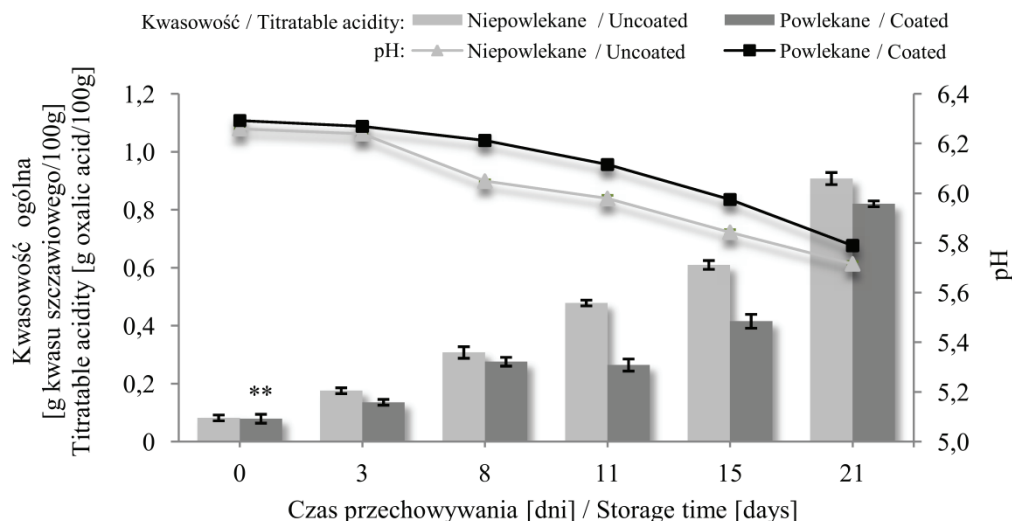 Kwasowość / Titratable acidity: Niepowlekane / Uncoated Powlekane / Coated
pH: Niepowlekane / Uncoated Powlekane / Coated
Kwasowość ogólna
[g kwasu szczawiowego/100g]
Titratable acidity [g oxalic acid/100g]
1,2
1,0
0,8
0,6
0,4
0,2
0
**
6,4
6,2
6,0
5,8
5,6
5,4
5,2
5,0
pH
0 3 8 11 15 21
Czas przechowywania [dni] / Storage time [days]